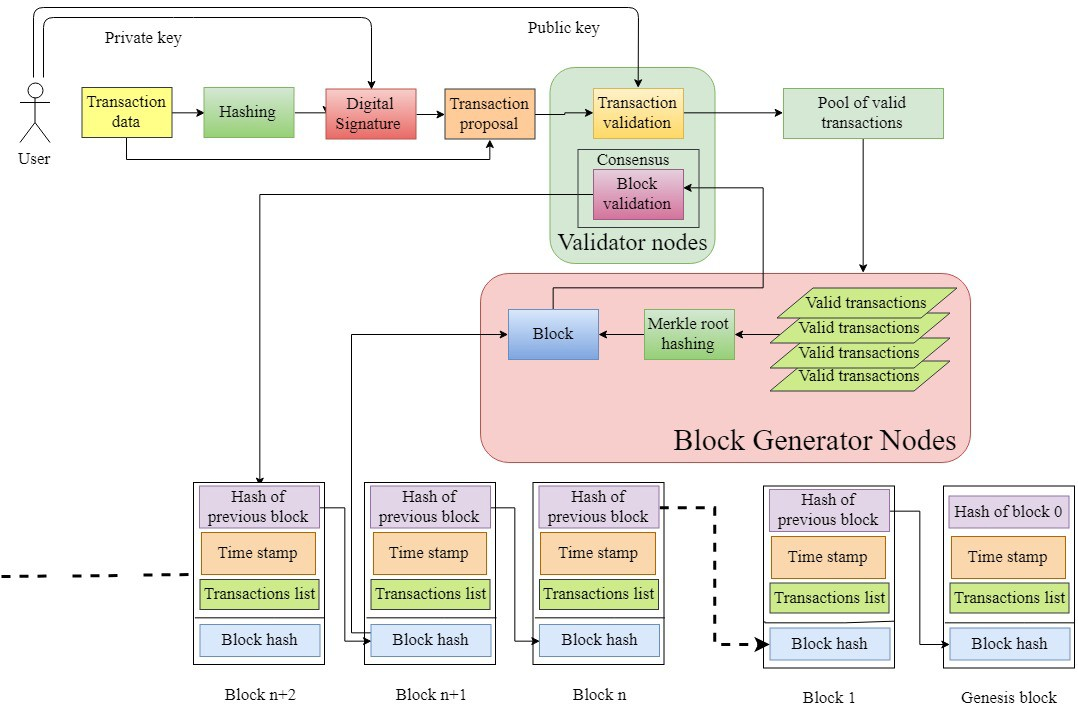 Private key
Public key
User
Transaction
data
Hashing
Digital
Signature
Transaction
proposal
Transaction
validation
Pool of valid
transactions
Consensus
Block
validation
Validator nodes
Block
Merkle root
hashing
Valid transactions
Valid transactions
Valid transactions
Valid transactions
Block Generator Nodes
Hash of
previous block
Time stamp
Transactions list
Block hash
Block n+2
Hash of
previous block
Time stamp
Transactions list
Block hash
Block n+1
Hash of
previous block
Time stamp
Transactions list
Block hash
Block n
Hash of
previous block
Time stamp
Transactions list
Block hash
Block 1
Hash of block 0
Time stamp
Transactions list
Block hash
Genesis block